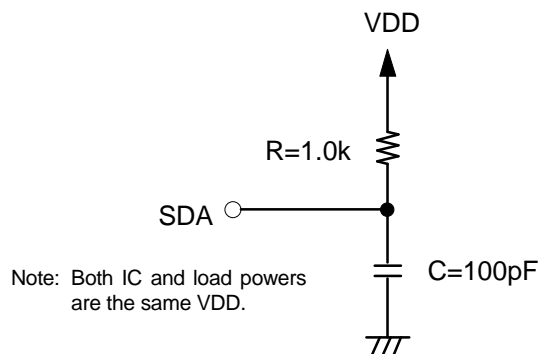 VDD
R=1.0k
SDA
C=100pF
Note: Both IC and load powers
are the same VDD.